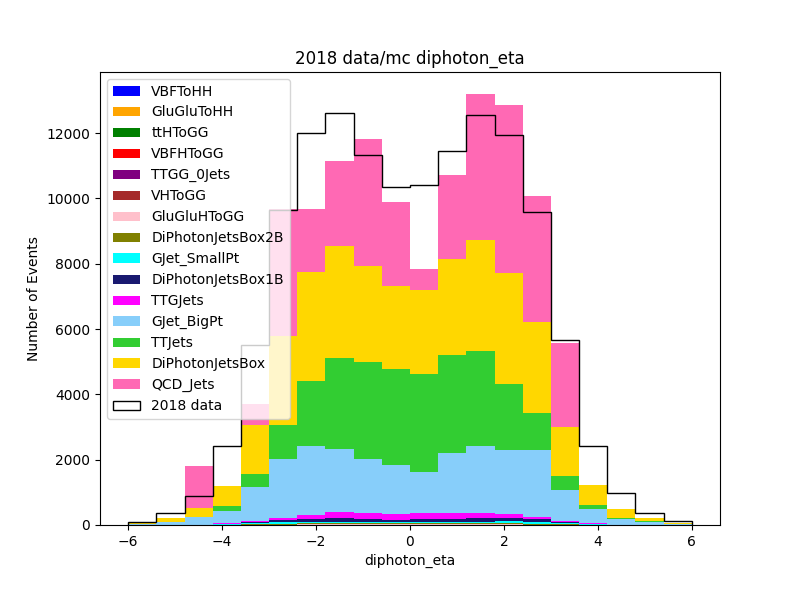 2018 data/mc diphoton_eta
VBFToHH
GluGluToHH
ttHToGG
VBFHToGG
TTGG_0Jets
VHToGG
GluGluHToGG
DiPhotonJetsBox2B
GJet_SmallPt
DiPhotonJetsBox1B
TTGJets
GJet_BigPt
TTJets
DiPhotonJetsBox
QCD_Jets
2018 data
Number of Events
12000
10000
8000
6000
4000
2000
0
−6
−4
−2
0
2
4
6
diphoton_eta